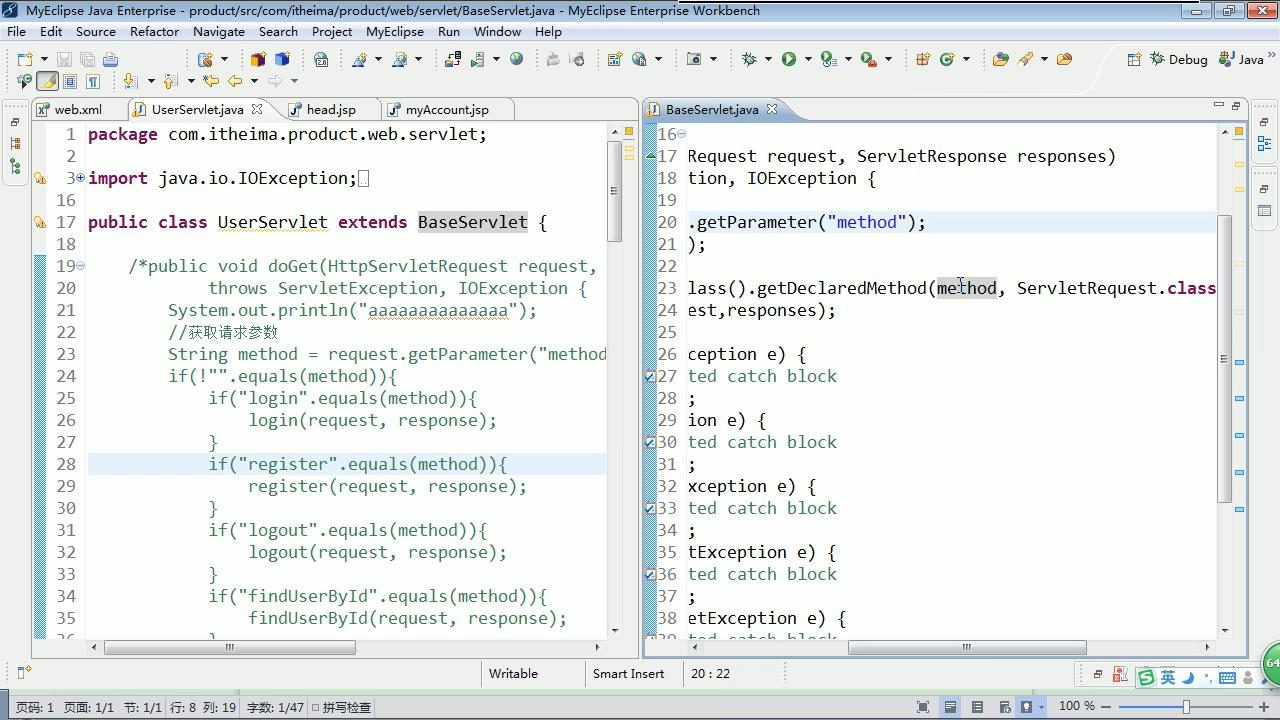 MyEclipse Java Enterprise - product/src/com/itheima/product/web/servlet/BaseServlet.java - MyEclipse Enterprise Workbench
File Edit Source Refactor Navigate Search Project MyEclipse Run Window Help
Debug Java
web.xml UserServlet.java head.jsp myAccount.jsp
1 package com.itheima.product.web.servlet;
2
3 import java.io.IOException;
16
17 public class UserServlet extends BaseServlet {
18
19 /*public void doGet(HttpServletRequest request,
20 throws ServletException, IOException {
21 System.out.println("aaaaaaaaaaaaaa");
22 //获取请求参数
23 String method = request.getParameter("method
24 if(!"".equals(method)){
25 if("login".equals(method)){
26 login(request, response);
27 }
28 if("register".equals(method)){
29 register(request, response);
30 }
31 if("logout".equals(method)){
32 logout(request, response);
33 }
34 if("findUserById".equals(method)){
35 findUserById(request, response);
BaseServlet.java
16
17 Request request, ServletResponse responses)
18 tion, IOException {
19
20 .getParameter("method");
21 );
22
23 lass().getDeclaredMethod(method, ServletRequest.class
24 est,responses);
25
26 ception e) {
27 ted catch block
28 ;
29 ion e) {
30 ted catch block
31 ;
32 xception e) {
33 ted catch block
34 ;
35 tException e) {
36 ted catch block
37 ;
38 etException e) {
39 ted catch block
Writable Smart Insert 20 : 22
英
64
页码: 1 页面: 1/1 节: 1/1 行: 8 列: 19 字数: 1/47 拼写检查 100 %